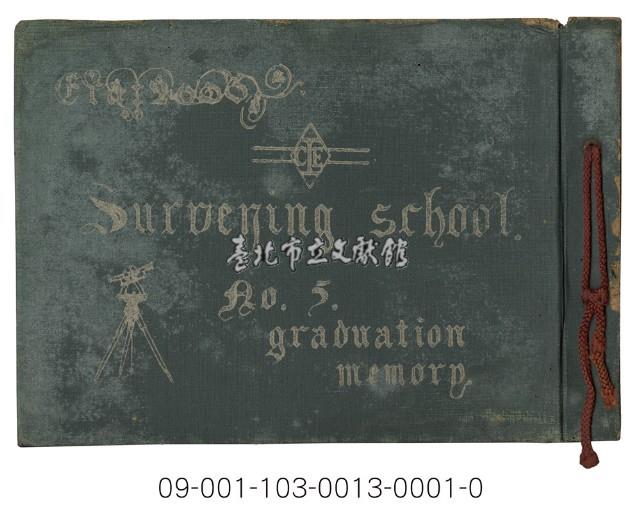 CIE
Surveying school.
臺北市立文獻館
No. 5.
graduation
memory
09-001-103-0013-0001-0